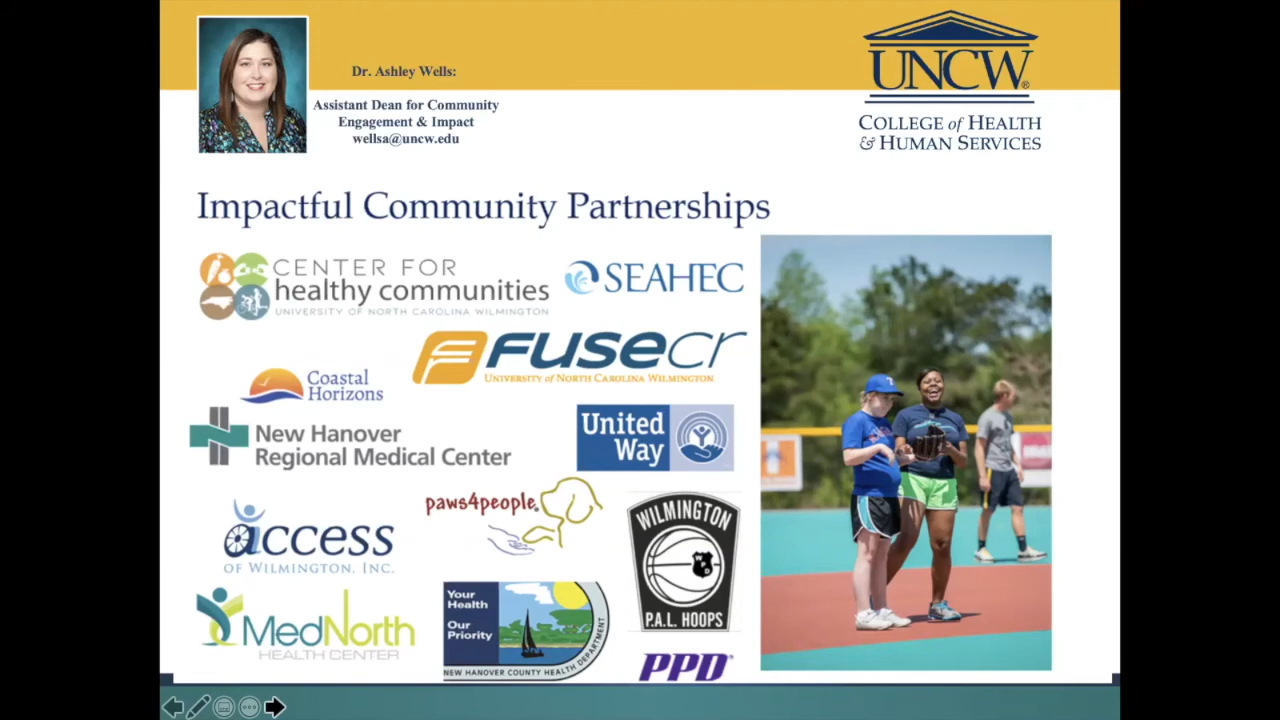 Dr. Ashley Wells:
Assistant Dean for Community
Engagement & Impact
wellsa@uncw.edu
UNCW®
COLLEGE of HEALTH
& HUMAN SERVICES
Impactful Community Partnerships
CENTER FOR
healthy communities
UNIVERSITY OF NORTH CAROLINA WILMINGTON
SEAHEC
FUSEcr
UNIVERSITY of NORTH CAROLINA WILMINGTON
Coastal
Horizons
New Hanover
Regional Medical Center
United
Way
paws4people
access
OF WILMINGTON, INC.
WILMINGTON
WPD
P.A.L. HOOPS
MedNorth
HEALTH CENTER
Your
Health
Our
Priority
NEW HANOVER COUNTY HEALTH DEPARTMENT
PPD®